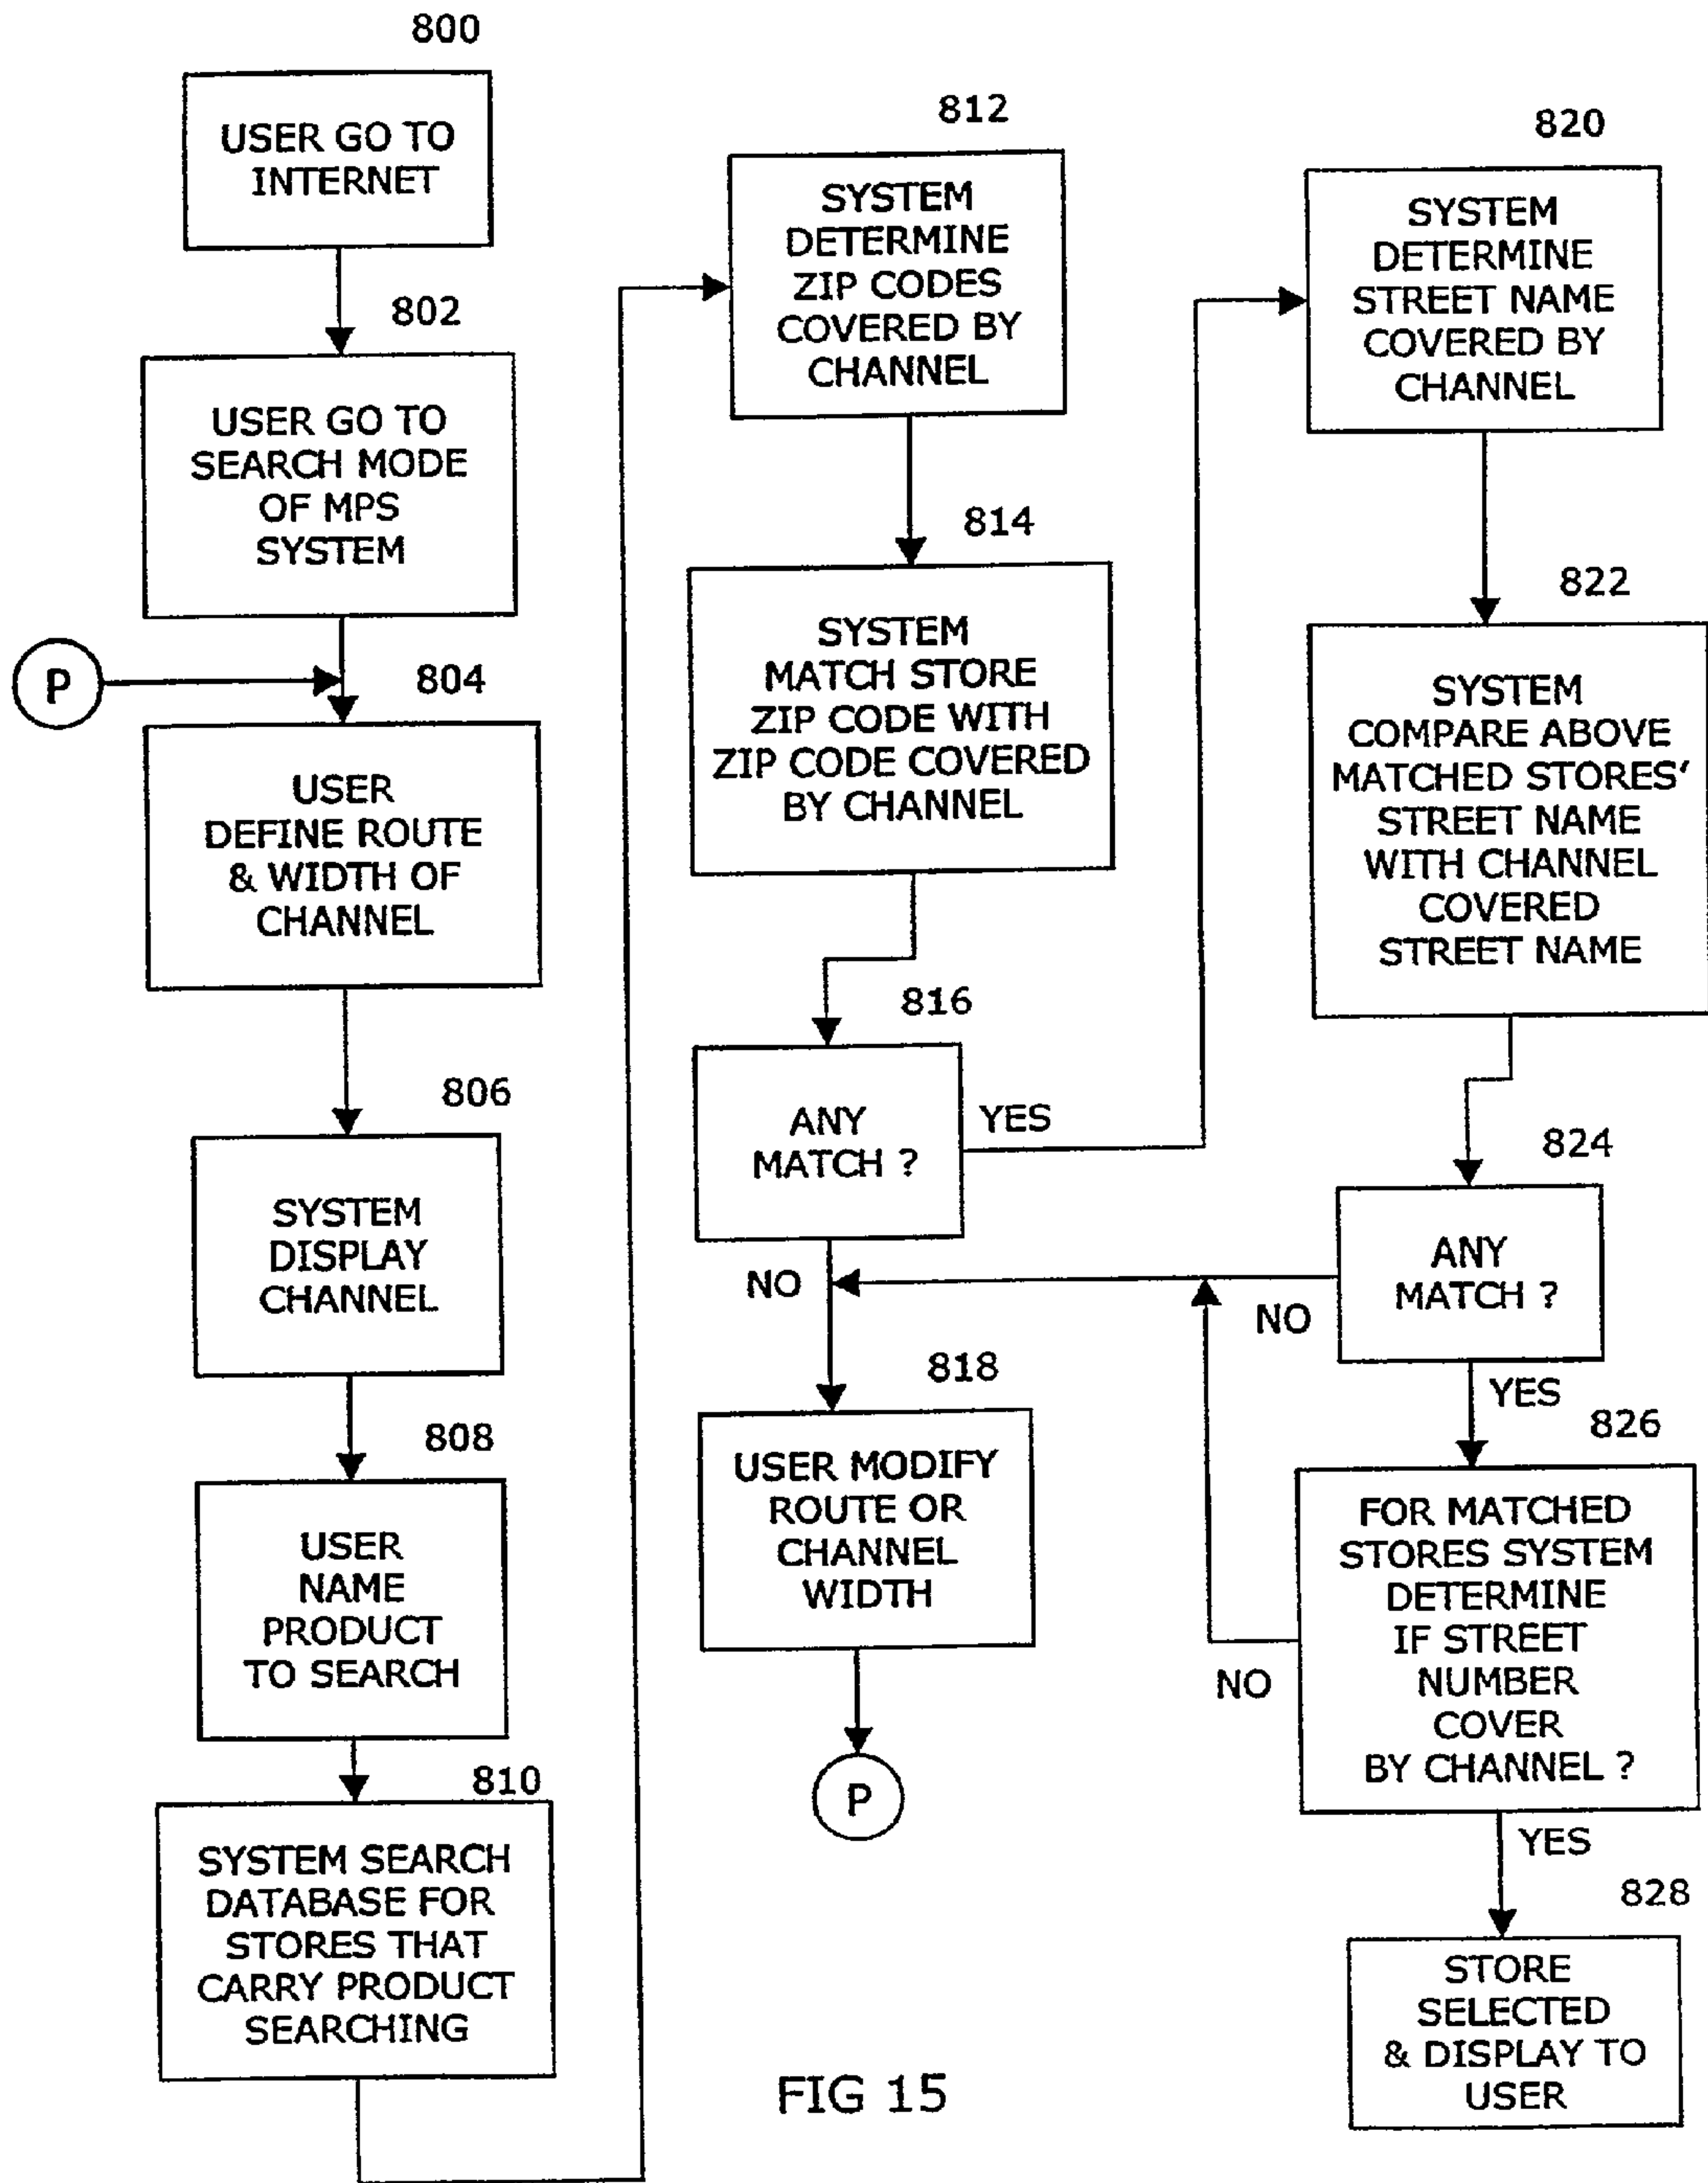 800
USER GO TO
INTERNET
802
USER GO TO
SEARCH MODE
OF MPS
SYSTEM
P
804
USER
DEFINE ROUTE
& WIDTH OF
CHANNEL
806
SYSTEM
DISPLAY
CHANNEL
808
USER
NAME
PRODUCT
TO SEARCH
810
SYSTEM SEARCH
DATABASE FOR
STORES THAT
CARRY PRODUCT
SEARCHING
812
SYSTEM
DETERMINE
ZIP CODES
COVERED BY
CHANNEL
814
SYSTEM
MATCH STORE
ZIP CODE WITH
ZIP CODE COVERED
BY CHANNEL
816
ANY
MATCH ?
YES
NO
818
USER MODIFY
ROUTE OR
CHANNEL
WIDTH
P
820
SYSTEM
DETERMINE
STREET NAME
COVERED BY
CHANNEL
822
SYSTEM
COMPARE ABOVE
MATCHED STORES'
STREET NAME
WITH CHANNEL
COVERED
STREET NAME
824
ANY
MATCH ?
NO
YES
826
FOR MATCHED
STORES SYSTEM
DETERMINE
IF STREET
NUMBER
COVER
BY CHANNEL ?
NO
YES
828
STORE
SELECTED
& DISPLAY TO
USER
FIG 15